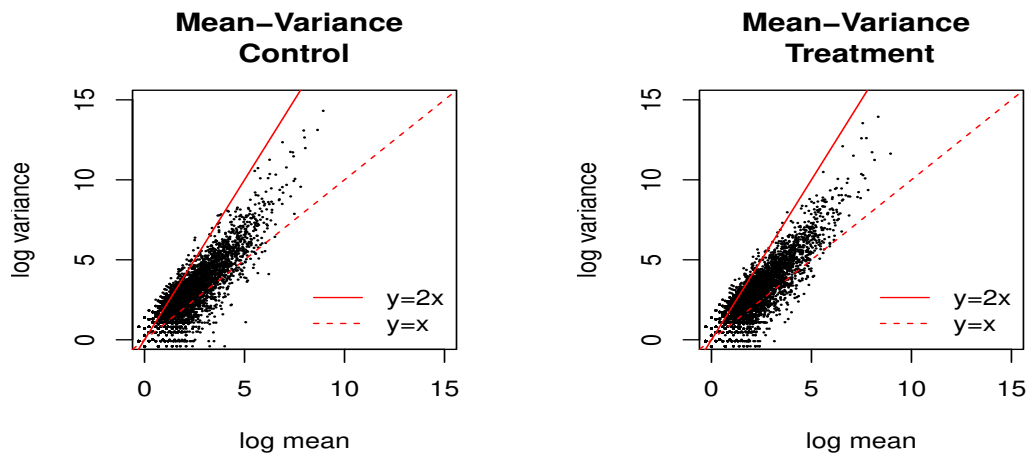 Mean−Variance
Control
log variance
15
10
5
0
y=2x
y=x
0 5 10 15
log mean
Mean−Variance
Treatment
log variance
15
10
5
0
y=2x
y=x
0 5 10 15
log mean